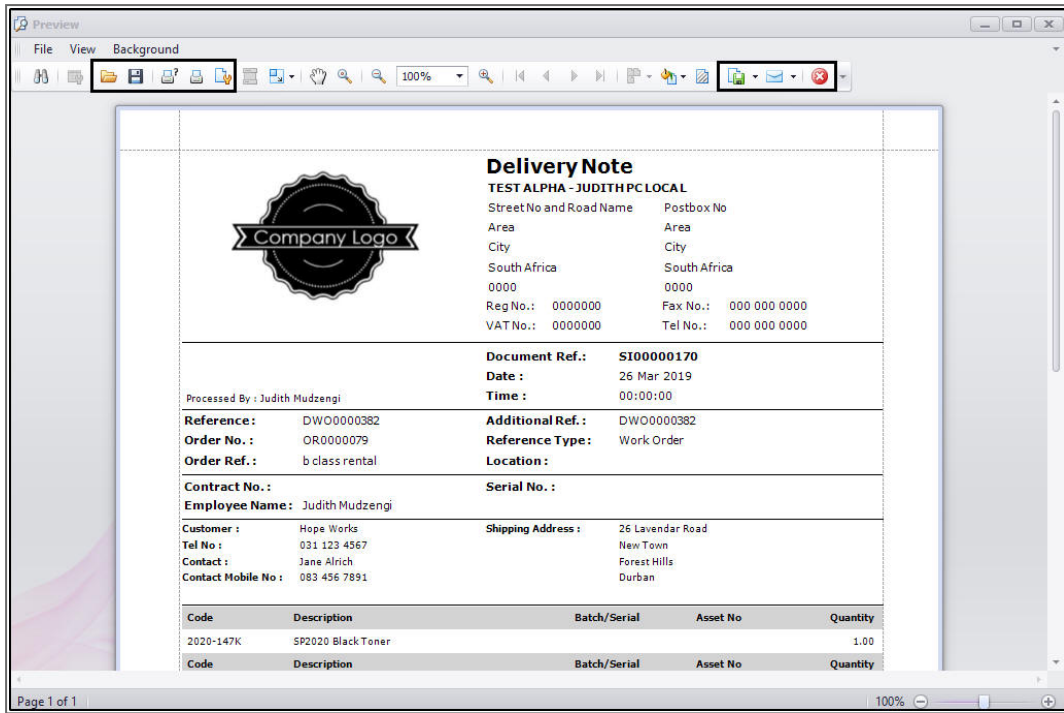 Preview
File View Background
100%
Delivery Note
TEST ALPHA - JUDITH PC LOCAL
Company Logo
Street No and Road Name Postbox No
Area Area
City City
South Africa South Africa
0000 0000
Reg No.: 0000000 Fax No.: 000 000 0000
VAT No.: 0000000 Tel No.: 000 000 0000
Document Ref.: SI00000170
Date : 26 Mar 2019
Processed By : Judith Mudzengi Time : 00:00:00
Reference : DWO0000382 Additional Ref. : DWO0000382
Order No. : OR0000079 Reference Type : Work Order
Order Ref. : b class rental Location :
Contract No. : Serial No. :
Employee Name : Judith Mudzengi
Customer : Hope Works Shipping Address : 26 Lavendar Road
Tel No : 031 123 4567 New Town
Contact : Jane Alrich Forest Hills
Contact Mobile No : 083 456 7891 Durban
Code Description Batch/Serial Asset No Quantity
2020-147K SP2020 Black Toner 1.00
Code Description Batch/Serial Asset No Quantity
Page 1 of 1 100%